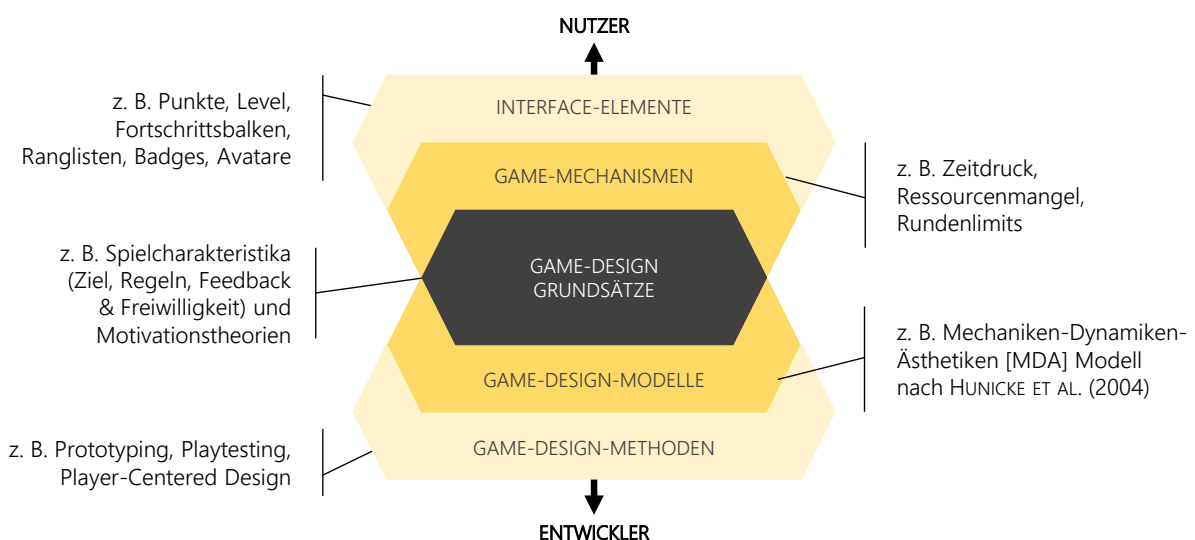 NUTZER
z. B. Punkte, Level,
Fortschrittsbalken,
Ranglisten, Badges, Avatare
INTERFACE-ELEMENTE
GAME-MECHANISMEN
z. B. Zeitdruck,
Ressourcenmangel,
Rundenlimits
z. B. Spielcharakteristika
(Ziel, Regeln, Feedback
& Freiwilligkeit) und
Motivationstheorien
GAME-DESIGN
GRUNDSÄTZE
GAME-DESIGN-MODELLE
z. B. Mechaniken-Dynamiken-
Ästhetiken [MDA] Modell
nach HUNICKE ET AL. (2004)
z. B. Prototyping, Playtesting,
Player-Centered Design
GAME-DESIGN-METHODEN
ENTWICKLER